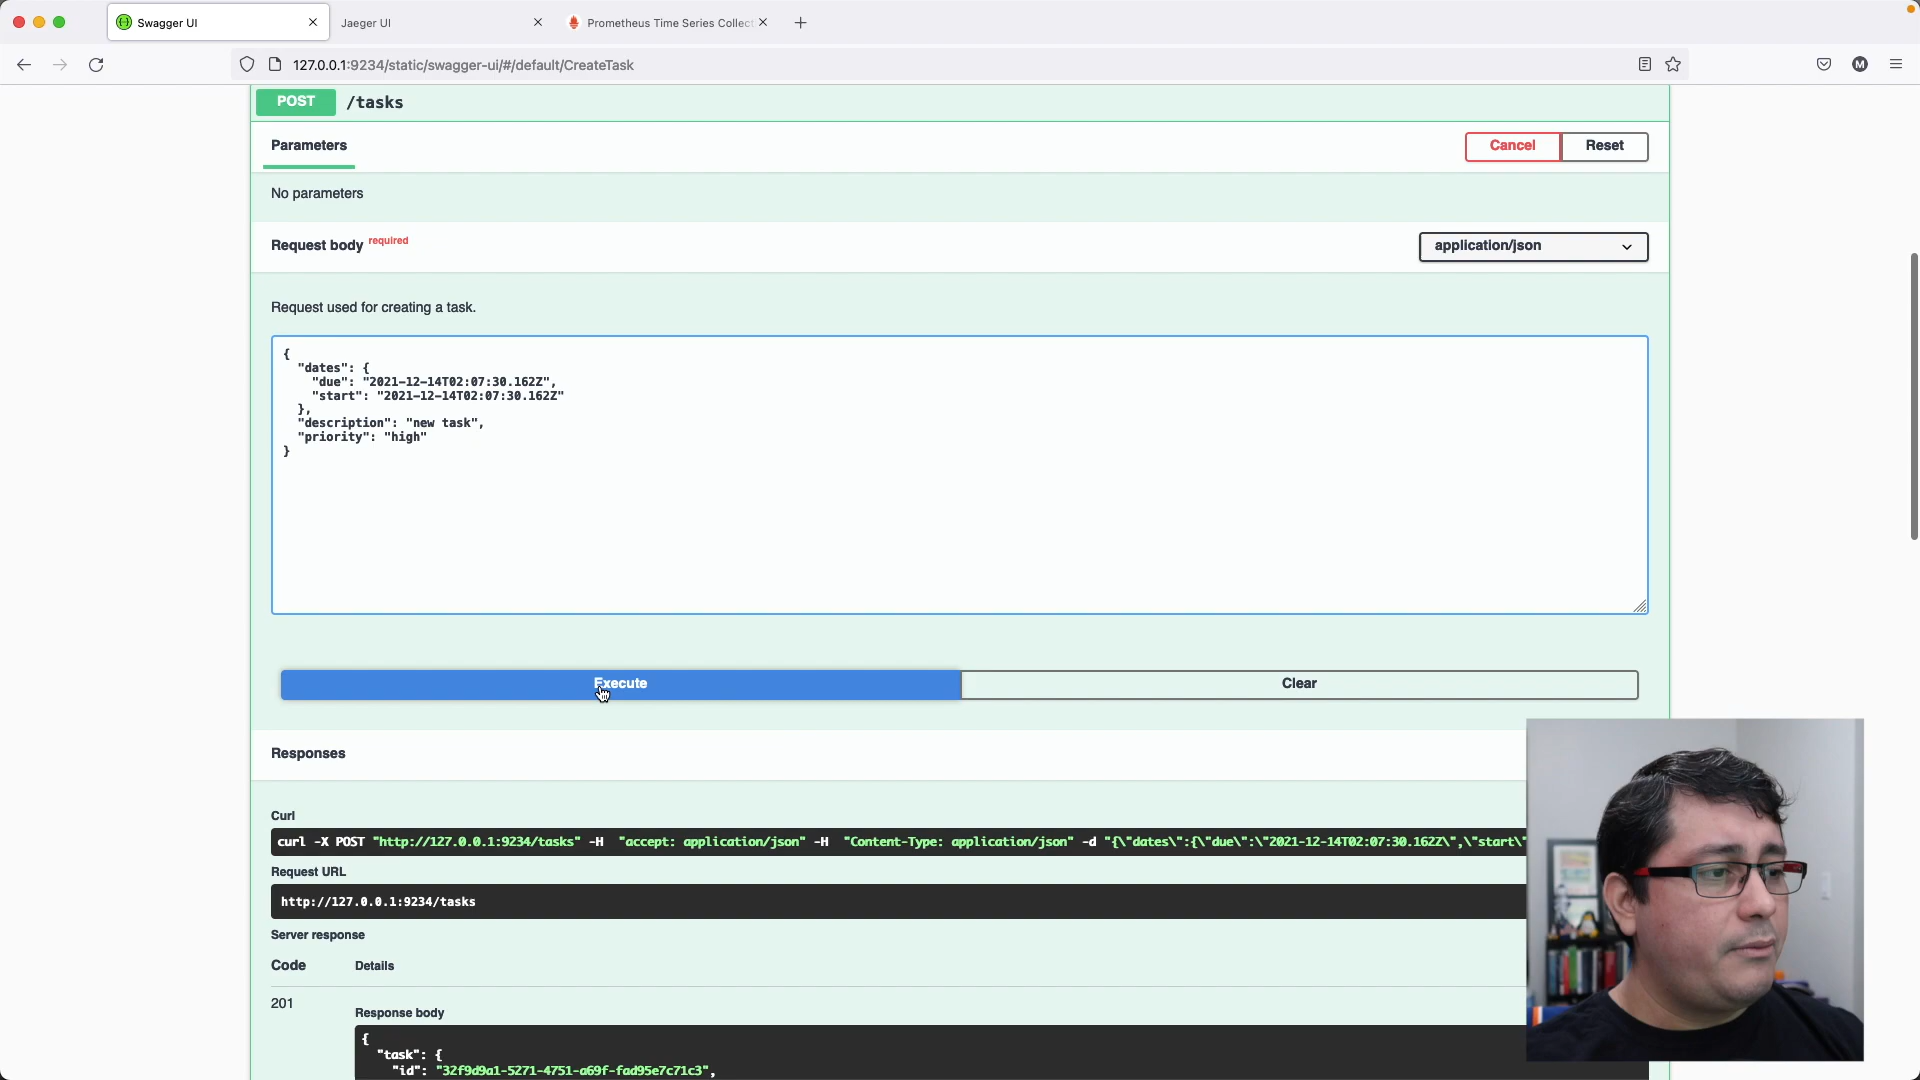 Swagger UI
Jaeger UI
Prometheus Time Series Collect
127.0.0.1:9234/static/swagger-ui/#/default/CreateTask
M
POST /tasks
Parameters
Cancel
Reset
No parameters
Request body required
application/json
Request used for creating a task.
{
"dates": {
"due": "2021-12-14T02:07:30.162Z",
"start": "2021-12-14T02:07:30.162Z"
},
"description": "new task",
"priority": "high"
}
Execute
Clear
Responses
Curl
curl -X POST "http://127.0.0.1:9234/tasks" -H  "accept: application/json" -H  "Content-Type: application/json" -d "{\"dates\":{\"due\":\"2021-12-14T02:07:30.162Z\",\"start\"
Request URL
http://127.0.0.1:9234/tasks
Server response
Code
Details
201
Response body
{
"task": {
"id": "32f9d9a1-5271-4751-a69f-fad95e7c71c3",